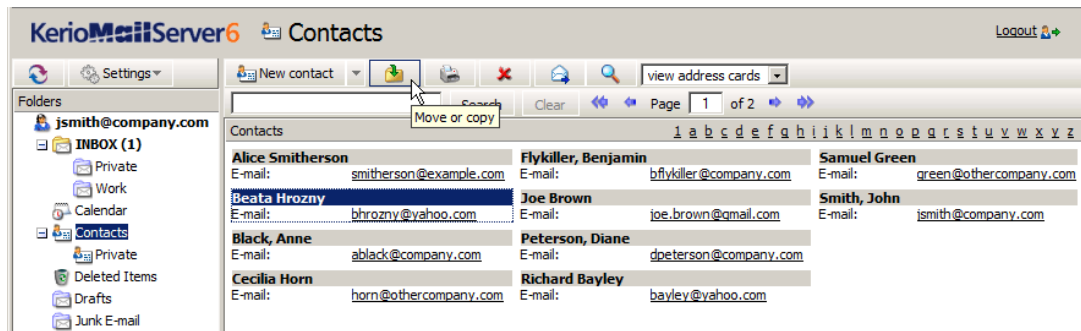 KerioMailServer6 Contacts Logout
Settings New contact view address cards
Folders Search Clear Page 1 of 2
Move or copy
jsmith@company.com
INBOX (1)
Private
Work
Calendar
Contacts
Private
Deleted Items
Drafts
Junk E-mail
Contacts 1 a b c d e f g h i j k l m n o p q r s t u v w x y z
Alice Smitherson
E-mail: smitherson@example.com
Beata Hrozny
E-mail: bhrozny@yahoo.com
Black, Anne
E-mail: ablack@company.com
Cecilia Horn
E-mail: horn@othercompany.com
Flykiller, Benjamin
E-mail: bflykiller@company.com
Joe Brown
E-mail: joe.brown@gmail.com
Peterson, Diane
E-mail: dpeterson@company.com
Richard Bayley
E-mail: bayley@yahoo.com
Samuel Green
E-mail: green@othercompany.com
Smith, John
E-mail: jsmith@company.com